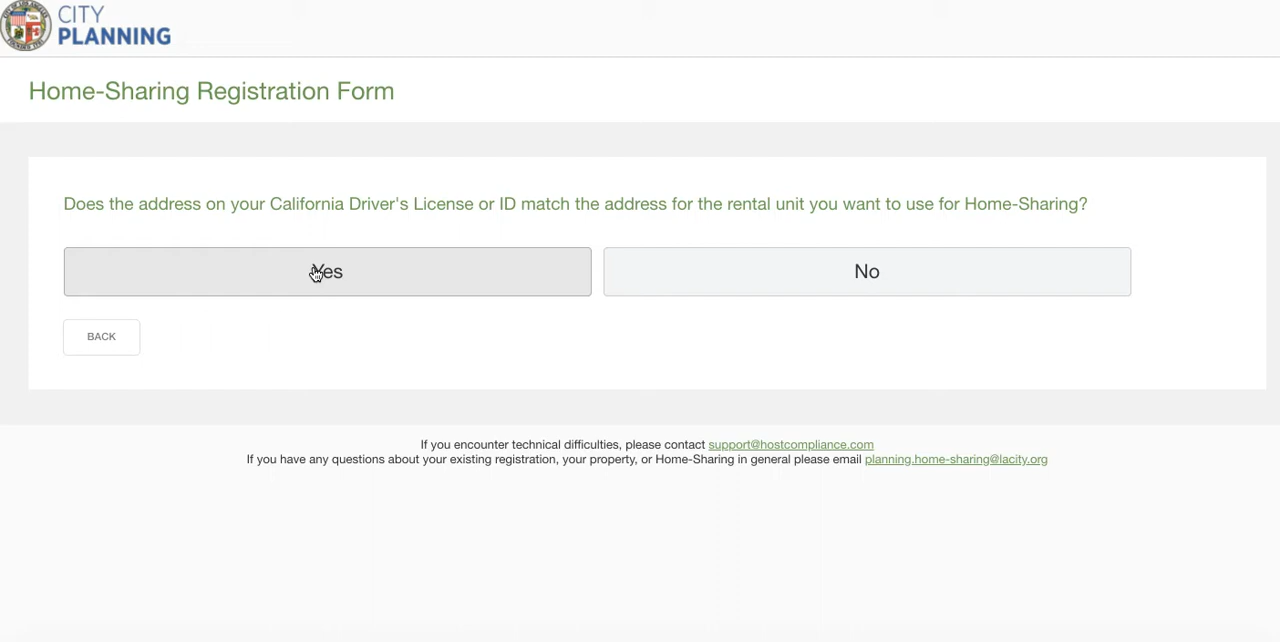 CITY
PLANNING
Home-Sharing Registration Form
Does the address on your California Driver's License or ID match the address for the rental unit you want to use for Home-Sharing?
Yes
No
BACK
If you encounter technical difficulties, please contact support@hostcompliance.com
If you have any questions about your existing registration, your property, or Home-Sharing in general please email planning.home-sharing@lacity.org